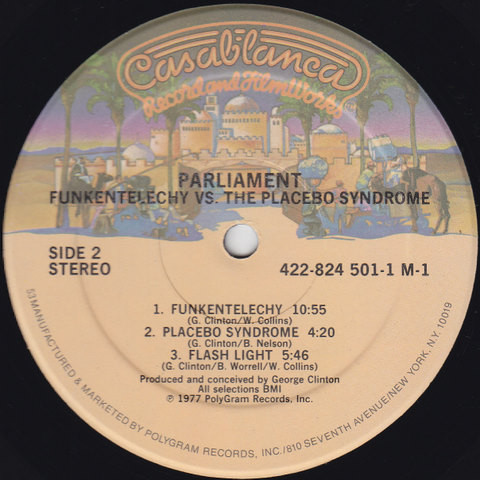 Casablanca
Record and FilmWorks
PARLIAMENT
FUNKENTELECHY VS. THE PLACEBO SYNDROME
SIDE 2
STEREO
422-824 501-1 M-1
1. FUNKENTELECHY 10:55
(G. Clinton/W. Collins)
2. PLACEBO SYNDROME 4:20
(G. Clinton/B. Nelson)
3. FLASH LIGHT 5:46
(G. Clinton/B. Worrell/W. Collins)
Produced and conceived by George Clinton
All selections BMI
℗ 1977 PolyGram Records, Inc.
53 MANUFACTURED & MARKETED BY POLYGRAM RECORDS, INC./810 SEVENTH AVENUE/NEW YORK, N.Y. 10019